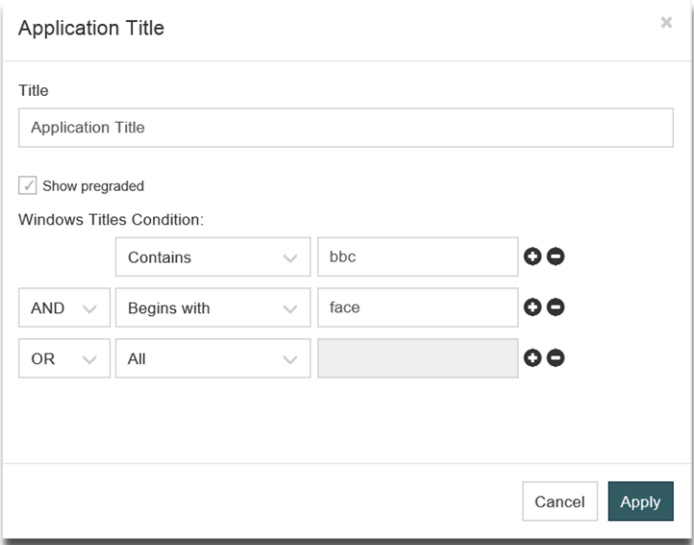 Application Title
Title
Application Title
Show pregraded
Windows Titles Condition:
Contains bbc
AND Begins with face
OR All
Cancel Apply